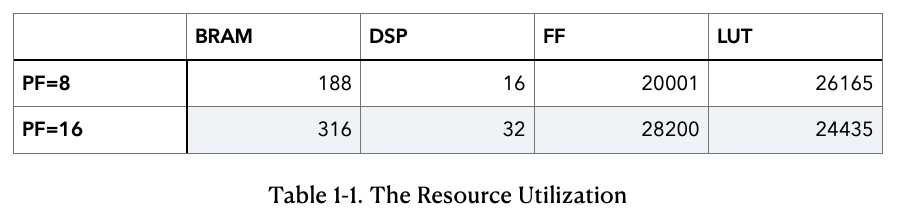 BRAM DSP FF LUT
PF=8 188 16 20001 26165
PF=16 316 32 28200 24435
Table 1-1. The Resource Utilization